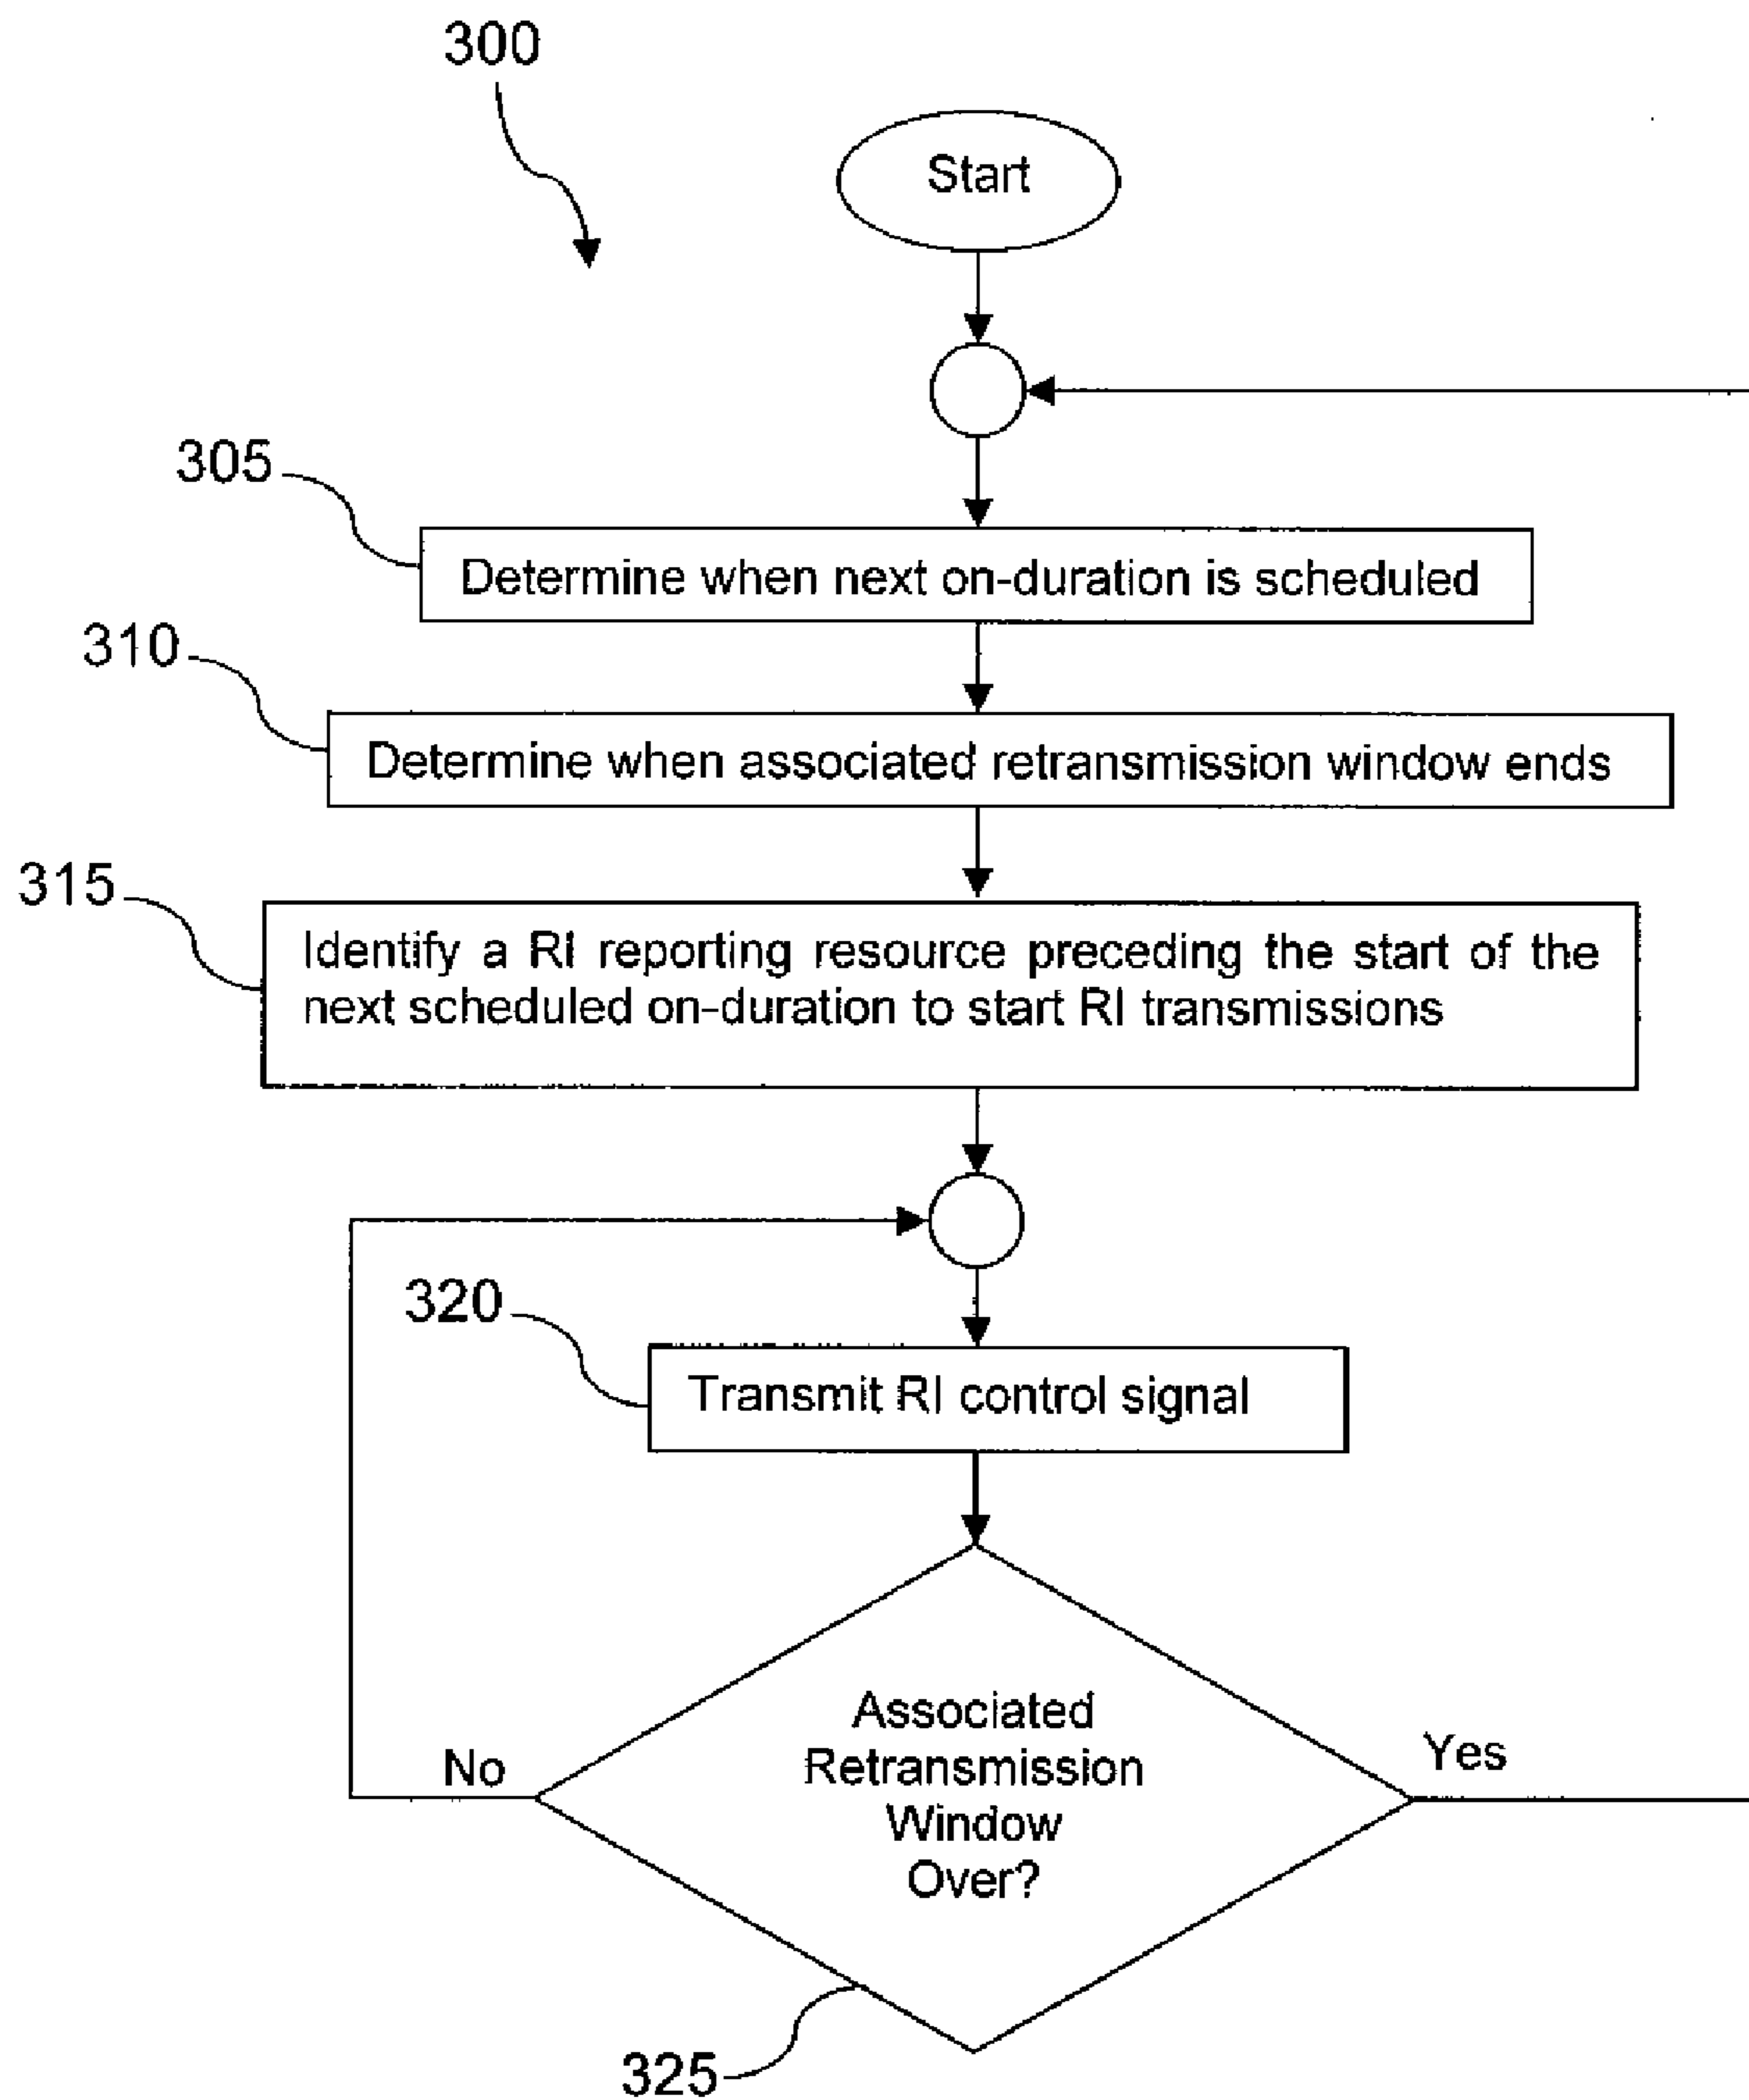 300
Start
305
Determine when next on-duration is scheduled
310
Determine when associated retransmission window ends
315
Identify a RI reporting resource preceding the start of the
next scheduled on-duration to start RI transmissions
320
Transmit RI control signal
Associated
Retransmission
Window
Over?
No
Yes
325